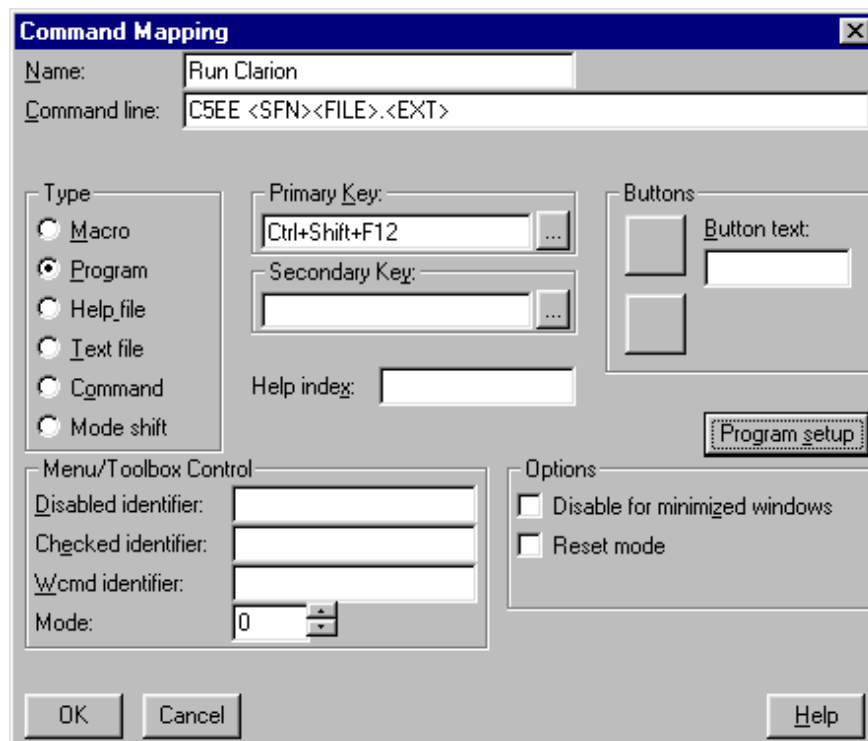 Command Mapping
Name: Run Clarion
Command line: C5EE <SFN><FILE>.<EXT>
Type
Macro
Program
Help file
Text file
Command
Mode shift
Primary Key:
Ctrl+Shift+F12 ...
Secondary Key:
...
Help index:
Buttons
Button text:
Program setup
Menu/Toolbox Control
Disabled identifier:
Checked identifier:
Wcmd identifier:
Mode: 0
Options
Disable for minimized windows
Reset mode
OK Cancel Help